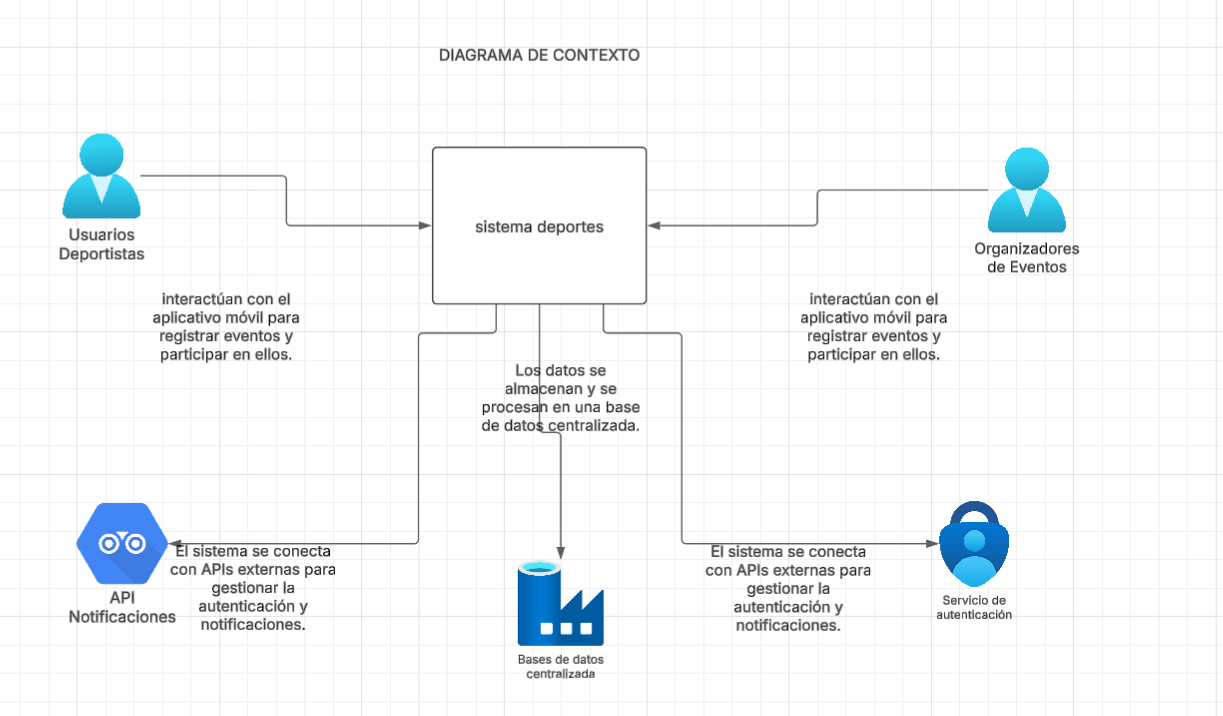 DIAGRAMA DE CONTEXTO
sistema deportes
Usuarios
Deportistas
Organizadores
de Eventos
interactúan con el
aplicativo móvil para
registrar eventos y
participar en ellos.
interactúan con el
aplicativo móvil para
registrar eventos y
participar en ellos.
Los datos se
almacenan y se
procesan en una base
de datos centralizada.
API
Notificaciones
El sistema se conecta
con APIs externas para
gestionar la
autenticación y
notificaciones.
El sistema se conecta
con APIs externas para
gestionar la
autenticación y
notificaciones.
Servicio de
autenticación
Bases de datos
centralizada